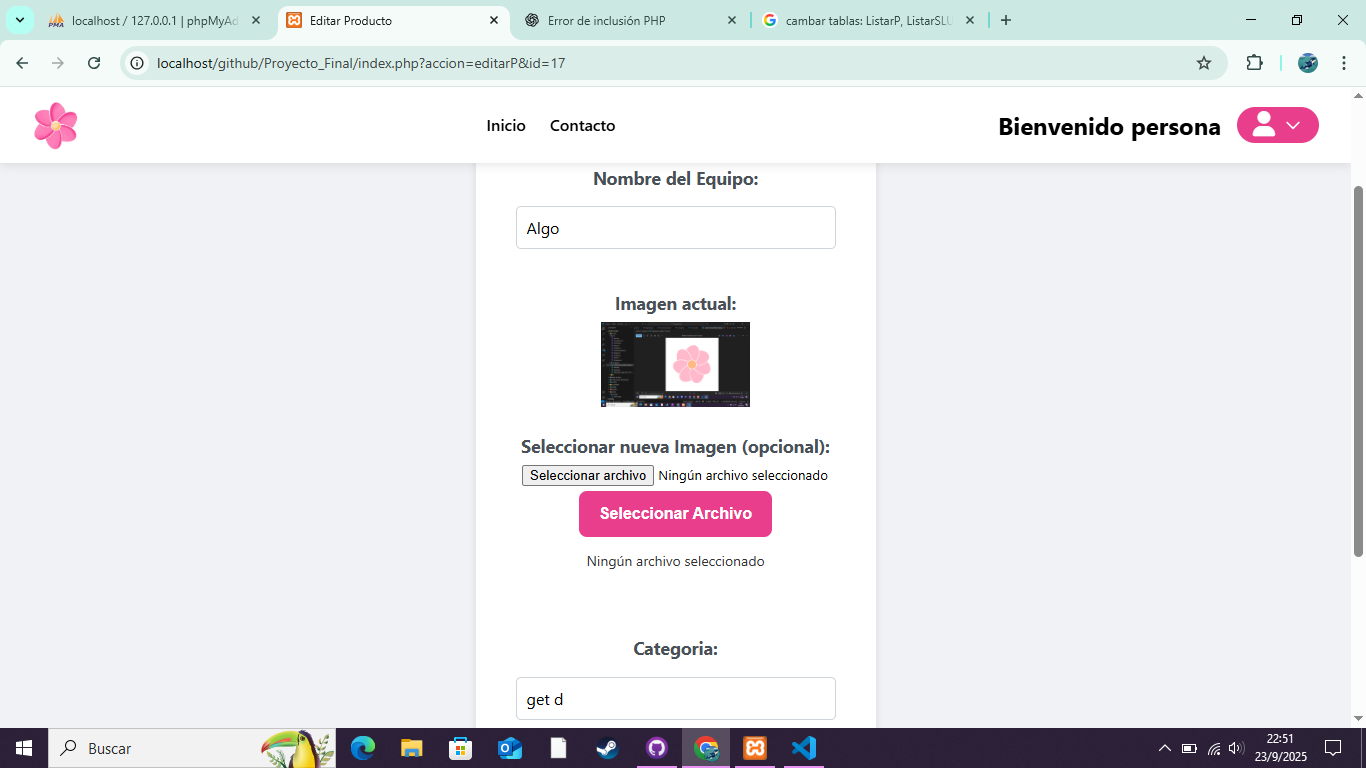 localhost / 127.0.0.1 | phpMyAd
Editar Producto
Error de inclusión PHP
cambar tablas: ListarP, ListarSLU
localhost/github/Proyecto_Final/index.php?accion=editarP&id=17
Inicio
Contacto
Bienvenido persona
Nombre del Equipo:
Algo
Imagen actual:
Seleccionar nueva Imagen (opcional):
Seleccionar archivo Ningún archivo seleccionado
Seleccionar Archivo
Ningún archivo seleccionado
Categoria:
get d
Buscar
22:51
23/9/2025